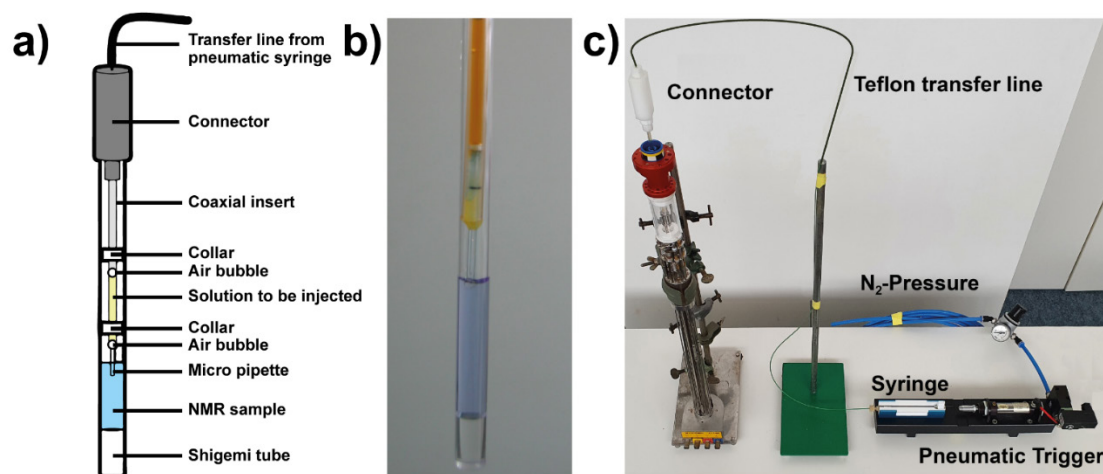 a)
Transfer line from
pneumatic syringe
Connector
Coaxial insert
Collar
Air bubble
Solution to be injected
Collar
Air bubble
Micro pipette
NMR sample
Shigemi tube
b)
c)
Connector
Teflon transfer line
N₂-Pressure
Syringe
Pneumatic Trigger